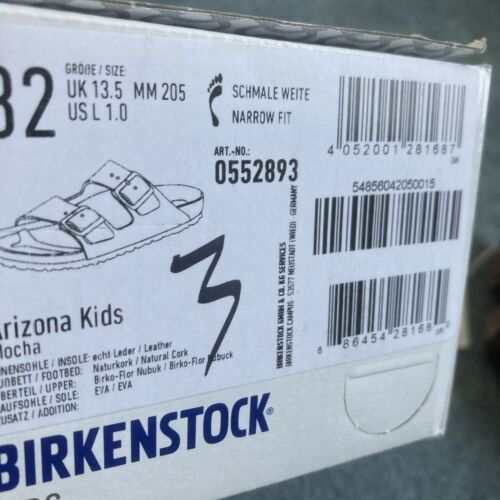 32
GRÖẞE / SIZE:
UK 13.5 MM 205
US L 1.0
SCHMALE WEITE
NARROW FIT
ART.-NO.:
0552893
4 052001 281687
54856042050015
8 86454 28168
BIRKENSTOCK GMBH & CO. KG SERVICES
BIRKENSTOCK CAMPUS · 53577 NEUSTADT (WIED) · GERMANY
3
Arizona Kids
Mocha
INNENSOHLE / INSOLE: echt Leder / Leather
FUẞBETT / FOOTBED: Naturkork / Natural Cork
OBERTEIL / UPPER: Birko-Flor Nubuk / Birko-Flor Nubuck
LAUFSOHLE / SOLE: EVA / EVA
ZUSATZ / ADDITION:
BIRKENSTOCK®